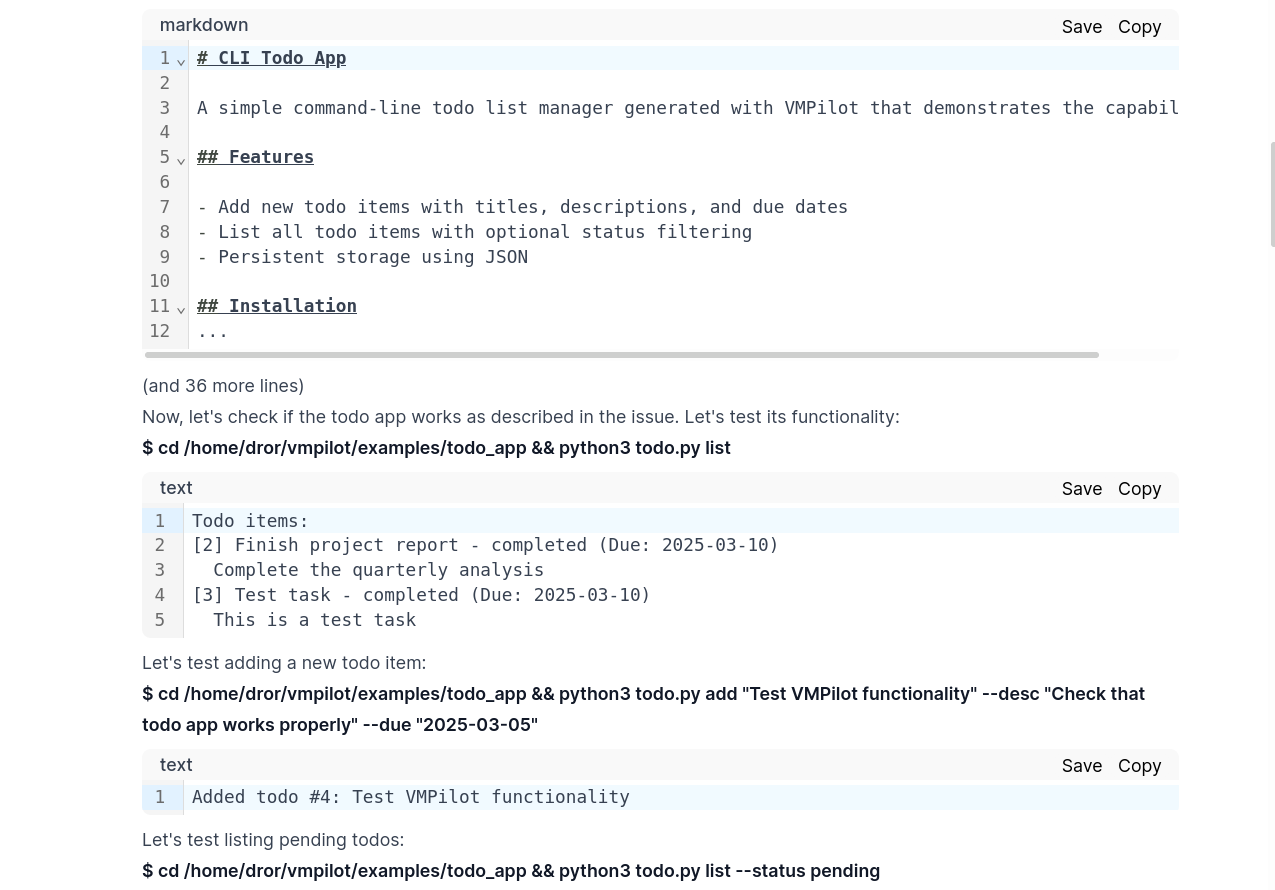 markdown
Save Copy
1 # CLI Todo App
2
3 A simple command-line todo list manager generated with VMPilot that demonstrates the capabil
4
5 ## Features
6
7 - Add new todo items with titles, descriptions, and due dates
8 - List all todo items with optional status filtering
9 - Persistent storage using JSON
10
11 ## Installation
12 ...
(and 36 more lines)
Now, let's check if the todo app works as described in the issue. Let's test its functionality:
$ cd /home/dror/vmpilot/examples/todo_app && python3 todo.py list
text
Save Copy
1 Todo items:
2 [2] Finish project report - completed (Due: 2025-03-10)
3   Complete the quarterly analysis
4 [3] Test task - completed (Due: 2025-03-10)
5   This is a test task
Let's test adding a new todo item:
$ cd /home/dror/vmpilot/examples/todo_app && python3 todo.py add "Test VMPilot functionality" --desc "Check that
todo app works properly" --due "2025-03-05"
text
Save Copy
1 Added todo #4: Test VMPilot functionality
Let's test listing pending todos:
$ cd /home/dror/vmpilot/examples/todo_app && python3 todo.py list --status pending